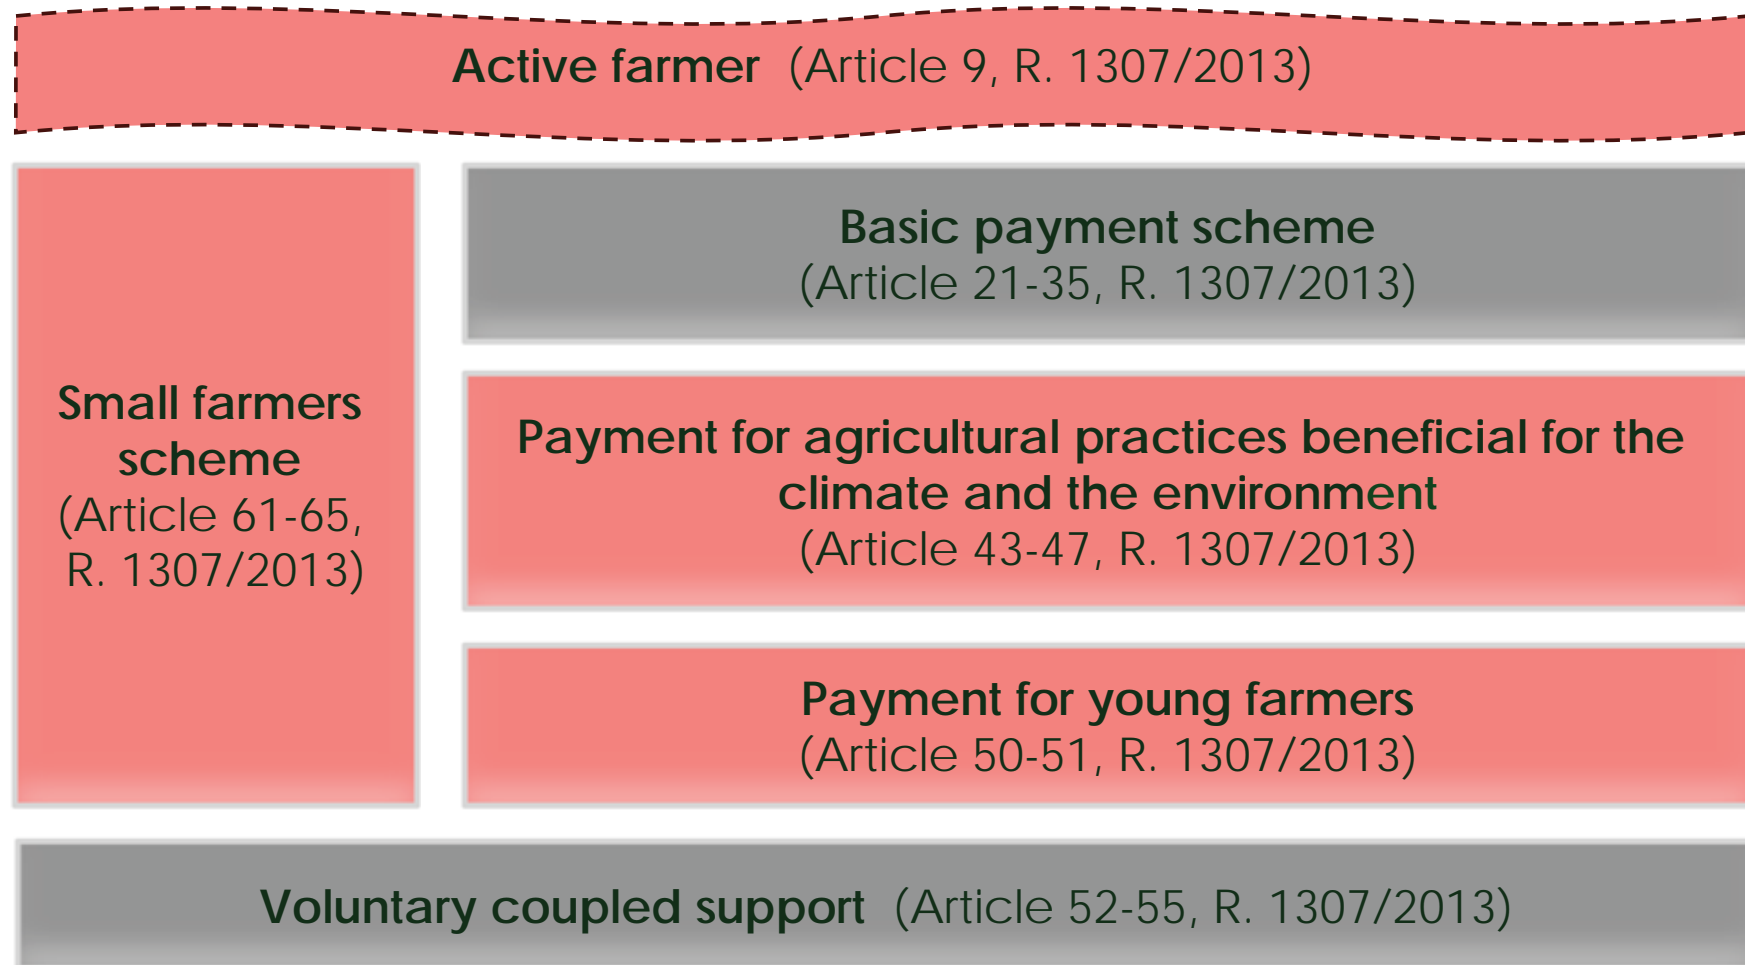 Active farmer (Article 9, R. 1307/2013)
Small farmers
scheme
(Article 61-65,
R. 1307/2013)
Basic payment scheme
(Article 21-35, R. 1307/2013)
Payment for agricultural practices beneficial for the
climate and the environment
(Article 43-47, R. 1307/2013)
Payment for young farmers
(Article 50-51, R. 1307/2013)
Voluntary coupled support (Article 52-55, R. 1307/2013)